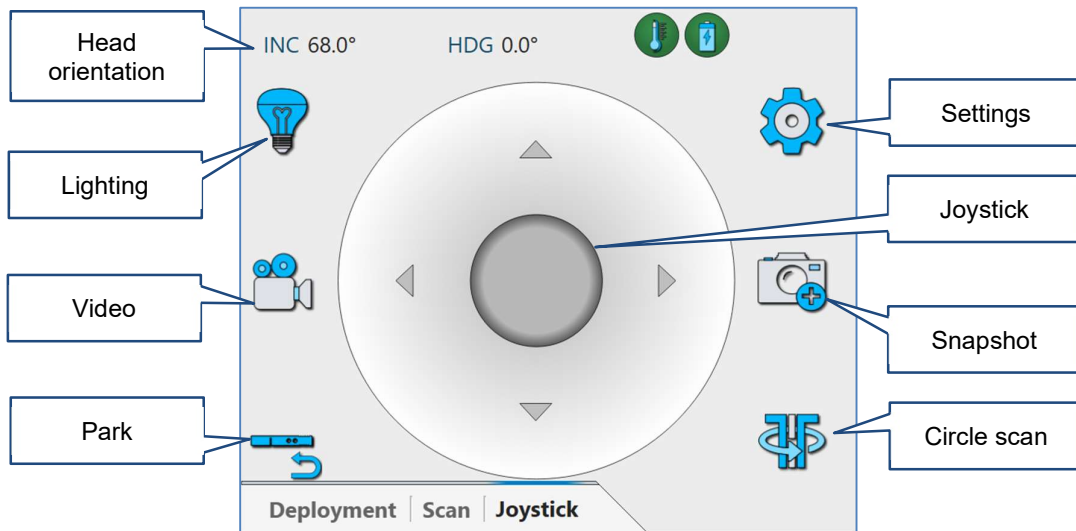 Head
orientation
INC 68.0°
HDG 0.0°
Settings
Lighting
Joystick
Video
Snapshot
Park
Circle scan
Deployment
Scan
Joystick